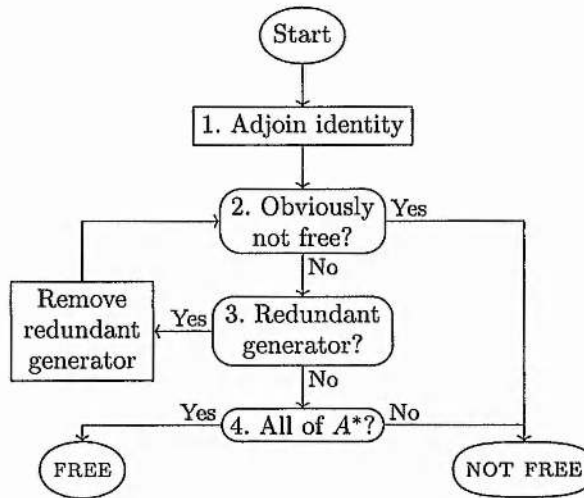 Start
1. Adjoin identity
2. Obviously
not free?
Yes
No
Remove
redundant
generator
Yes
3. Redundant
generator?
No
Yes
4. All of A*?
No
FREE
NOT FREE